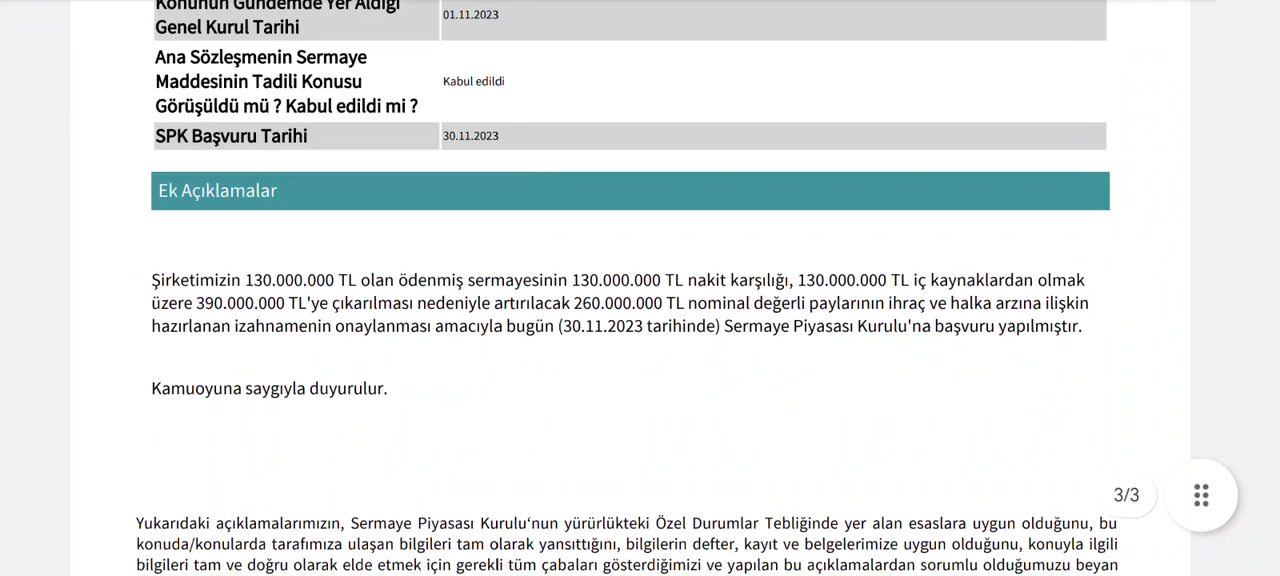 Konunun Gündemde Yer Aldığı
Genel Kurul Tarihi
01.11.2023
Ana Sözleşmenin Sermaye
Maddesinin Tadili Konusu
Görüşüldü mü ? Kabul edildi mi ?
Kabul edildi
SPK Başvuru Tarihi
30.11.2023
Ek Açıklamalar
Şirketimizin 130.000.000 TL olan ödenmiş sermayesinin 130.000.000 TL nakit karşılığı, 130.000.000 TL iç kaynaklardan olmak
üzere 390.000.000 TL'ye çıkarılması nedeniyle artırılacak 260.000.000 TL nominal değerli paylarının ihraç ve halka arzına ilişkin
hazırlanan izahnamenin onaylanması amacıyla bugün (30.11.2023 tarihinde) Sermaye Piyasası Kurulu'na başvuru yapılmıştır.
Kamuoyuna saygıyla duyurulur.
3/3
Yukarıdaki açıklamalarımızın, Sermaye Piyasası Kurulu‘nun yürürlükteki Özel Durumlar Tebliğinde yer alan esaslara uygun olduğunu, bu
konuda/konularda tarafımıza ulaşan bilgileri tam olarak yansıttığını, bilgilerin defter, kayıt ve belgelerimize uygun olduğunu, konuyla ilgili
bilgileri tam ve doğru olarak elde etmek için gerekli tüm çabaları gösterdiğimizi ve yapılan bu açıklamalardan sorumlu olduğumuzu beyan